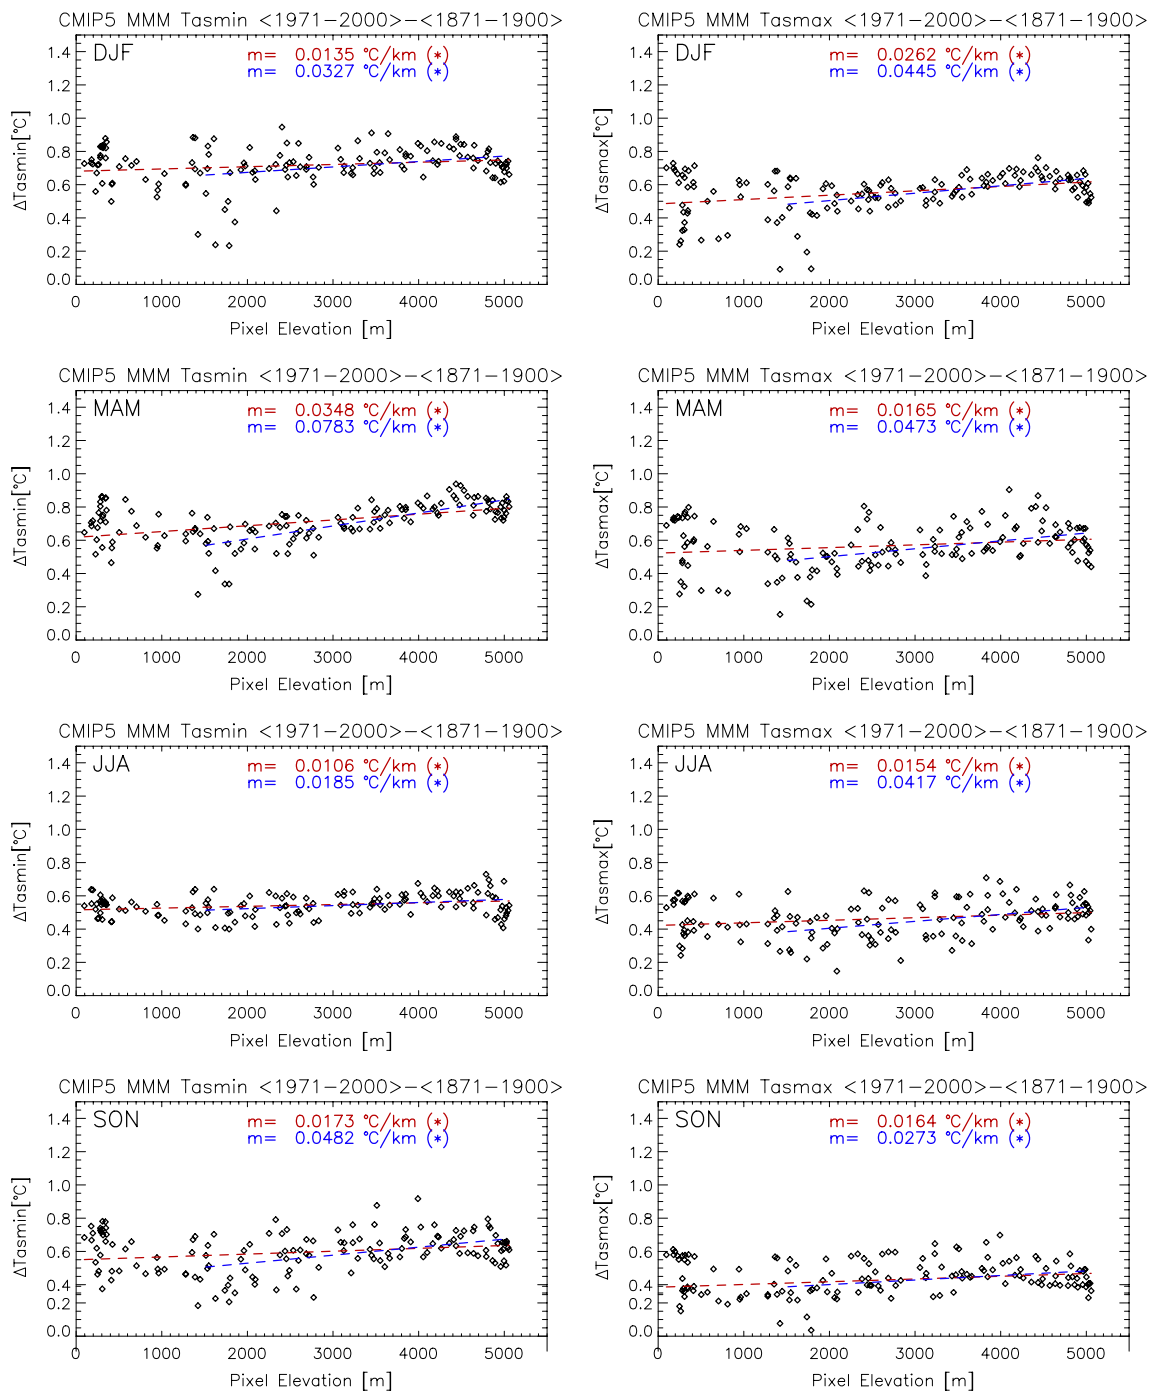 CMIP5 MMM Tasmin <1971-2000>-<1871-1900>
DJF
m= 0.0135 °C/km (*)
m= 0.0327 °C/km (*)
ΔTasmin[°C]
1.4
1.2
1.0
0.8
0.6
0.4
0.2
0.0
0 1000 2000 3000 4000 5000
Pixel Elevation [m]
CMIP5 MMM Tasmax <1971-2000>-<1871-1900>
DJF
m= 0.0262 °C/km (*)
m= 0.0445 °C/km (*)
ΔTasmax[°C]
1.4
1.2
1.0
0.8
0.6
0.4
0.2
0.0
0 1000 2000 3000 4000 5000
Pixel Elevation [m]
CMIP5 MMM Tasmin <1971-2000>-<1871-1900>
MAM
m= 0.0348 °C/km (*)
m= 0.0783 °C/km (*)
ΔTasmin[°C]
1.4
1.2
1.0
0.8
0.6
0.4
0.2
0.0
0 1000 2000 3000 4000 5000
Pixel Elevation [m]
CMIP5 MMM Tasmax <1971-2000>-<1871-1900>
MAM
m= 0.0165 °C/km (*)
m= 0.0473 °C/km (*)
ΔTasmax[°C]
1.4
1.2
1.0
0.8
0.6
0.4
0.2
0.0
0 1000 2000 3000 4000 5000
Pixel Elevation [m]
CMIP5 MMM Tasmin <1971-2000>-<1871-1900>
JJA
m= 0.0106 °C/km (*)
m= 0.0185 °C/km (*)
ΔTasmin[°C]
1.4
1.2
1.0
0.8
0.6
0.4
0.2
0.0
0 1000 2000 3000 4000 5000
Pixel Elevation [m]
CMIP5 MMM Tasmax <1971-2000>-<1871-1900>
JJA
m= 0.0154 °C/km (*)
m= 0.0417 °C/km (*)
ΔTasmax[°C]
1.4
1.2
1.0
0.8
0.6
0.4
0.2
0.0
0 1000 2000 3000 4000 5000
Pixel Elevation [m]
CMIP5 MMM Tasmin <1971-2000>-<1871-1900>
SON
m= 0.0173 °C/km (*)
m= 0.0482 °C/km (*)
ΔTasmin[°C]
1.4
1.2
1.0
0.8
0.6
0.4
0.2
0.0
0 1000 2000 3000 4000 5000
Pixel Elevation [m]
CMIP5 MMM Tasmax <1971-2000>-<1871-1900>
SON
m= 0.0164 °C/km (*)
m= 0.0273 °C/km (*)
ΔTasmax[°C]
1.4
1.2
1.0
0.8
0.6
0.4
0.2
0.0
0 1000 2000 3000 4000 5000
Pixel Elevation [m]